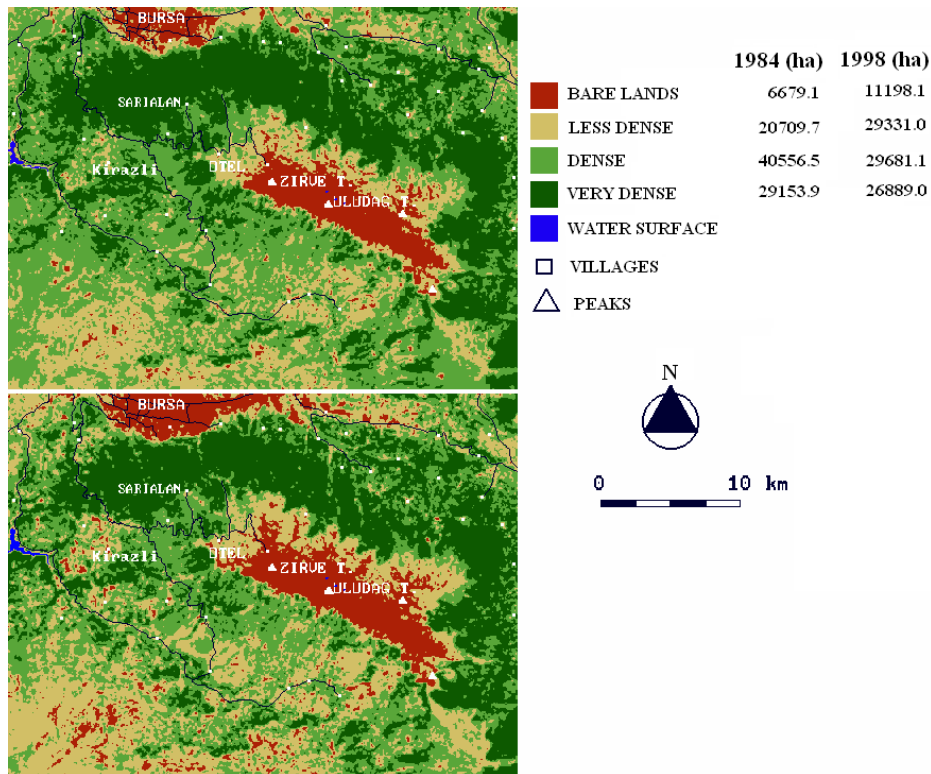 BURSA
SARIALAN
Kirazli
OTEL
ZIRVE T.
ULUDAG T.
BURSA
SARIALAN
Kirazli
OTEL
ZIRVE T.
ULUDAG T.
1984 (ha) 1998 (ha)
BARE LANDS 6679.1 11198.1
LESS DENSE 20709.7 29331.0
DENSE 40556.5 29681.1
VERY DENSE 29153.9 26889.0
WATER SURFACE
VILLAGES
PEAKS
N
0 10 km